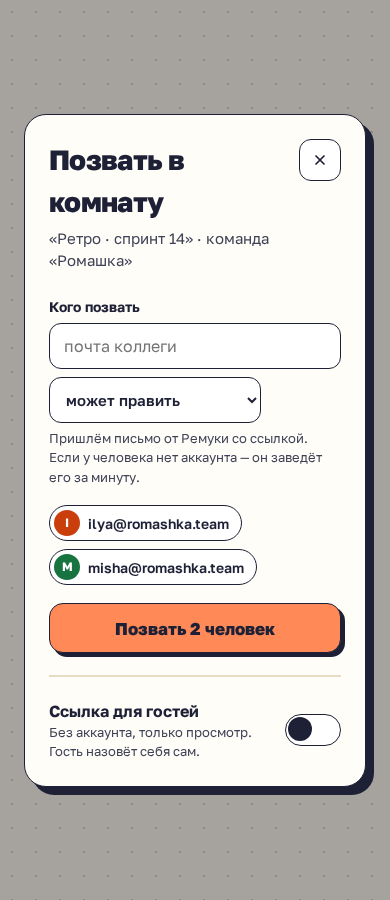 Позвать в
комнату
×
«Ретро · спринт 14» · команда
«Ромашка»
Кого позвать
почта коллеги
может править
Пришлём письмо от Ремуки со ссылкой.
Если у человека нет аккаунта — он заведёт
его за минуту.
I ilya@romashka.team
M misha@romashka.team
Позвать 2 человек
Ссылка для гостей
Без аккаунта, только просмотр.
Гость назовёт себя сам.